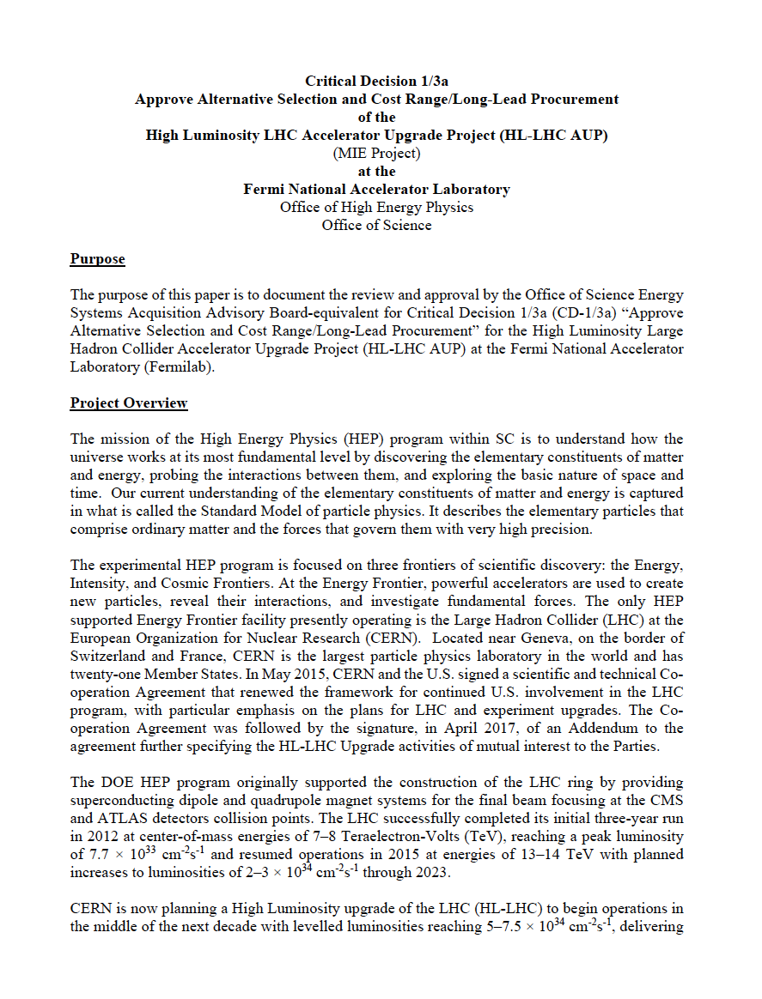 Critical Decision 1/3a
Approve Alternative Selection and Cost Range/Long-Lead Procurement
of the
High Luminosity LHC Accelerator Upgrade Project (HL-LHC AUP)
(MIE Project)
at the
Fermi National Accelerator Laboratory
Office of High Energy Physics
Office of Science
Purpose
The purpose of this paper is to document the review and approval by the Office of Science Energy
Systems Acquisition Advisory Board-equivalent for Critical Decision 1/3a (CD-1/3a) “Approve
Alternative Selection and Cost Range/Long-Lead Procurement” for the High Luminosity Large
Hadron Collider Accelerator Upgrade Project (HL-LHC AUP) at the Fermi National Accelerator
Laboratory (Fermilab).
Project Overview
The mission of the High Energy Physics (HEP) program within SC is to understand how the
universe works at its most fundamental level by discovering the elementary constituents of matter
and energy, probing the interactions between them, and exploring the basic nature of space and
time.  Our current understanding of the elementary constituents of matter and energy is captured
in what is called the Standard Model of particle physics. It describes the elementary particles that
comprise ordinary matter and the forces that govern them with very high precision.
The experimental HEP program is focused on three frontiers of scientific discovery: the Energy,
Intensity, and Cosmic Frontiers. At the Energy Frontier, powerful accelerators are used to create
new particles, reveal their interactions, and investigate fundamental forces. The only HEP
supported Energy Frontier facility presently operating is the Large Hadron Collider (LHC) at the
European Organization for Nuclear Research (CERN).  Located near Geneva, on the border of
Switzerland and France, CERN is the largest particle physics laboratory in the world and has
twenty-one Member States. In May 2015, CERN and the U.S. signed a scientific and technical Co-
operation Agreement that renewed the framework for continued U.S. involvement in the LHC
program, with particular emphasis on the plans for LHC and experiment upgrades. The Co-
operation Agreement was followed by the signature, in April 2017, of an Addendum to the
agreement further specifying the HL-LHC Upgrade activities of mutual interest to the Parties.
The DOE HEP program originally supported the construction of the LHC ring by providing
superconducting dipole and quadrupole magnet systems for the final beam focusing at the CMS
and ATLAS detectors collision points. The LHC successfully completed its initial three-year run
in 2012 at center-of-mass energies of 7–8 Teraelectron-Volts (TeV), reaching a peak luminosity
of 7.7 × 10³³ cm⁻²s⁻¹ and resumed operations in 2015 at energies of 13–14 TeV with planned
increases to luminosities of 2–3 × 10³⁴ cm⁻²s⁻¹ through 2023.
CERN is now planning a High Luminosity upgrade of the LHC (HL-LHC) to begin operations in
the middle of the next decade with levelled luminosities reaching 5–7.5 × 10³⁴ cm⁻²s⁻¹, delivering